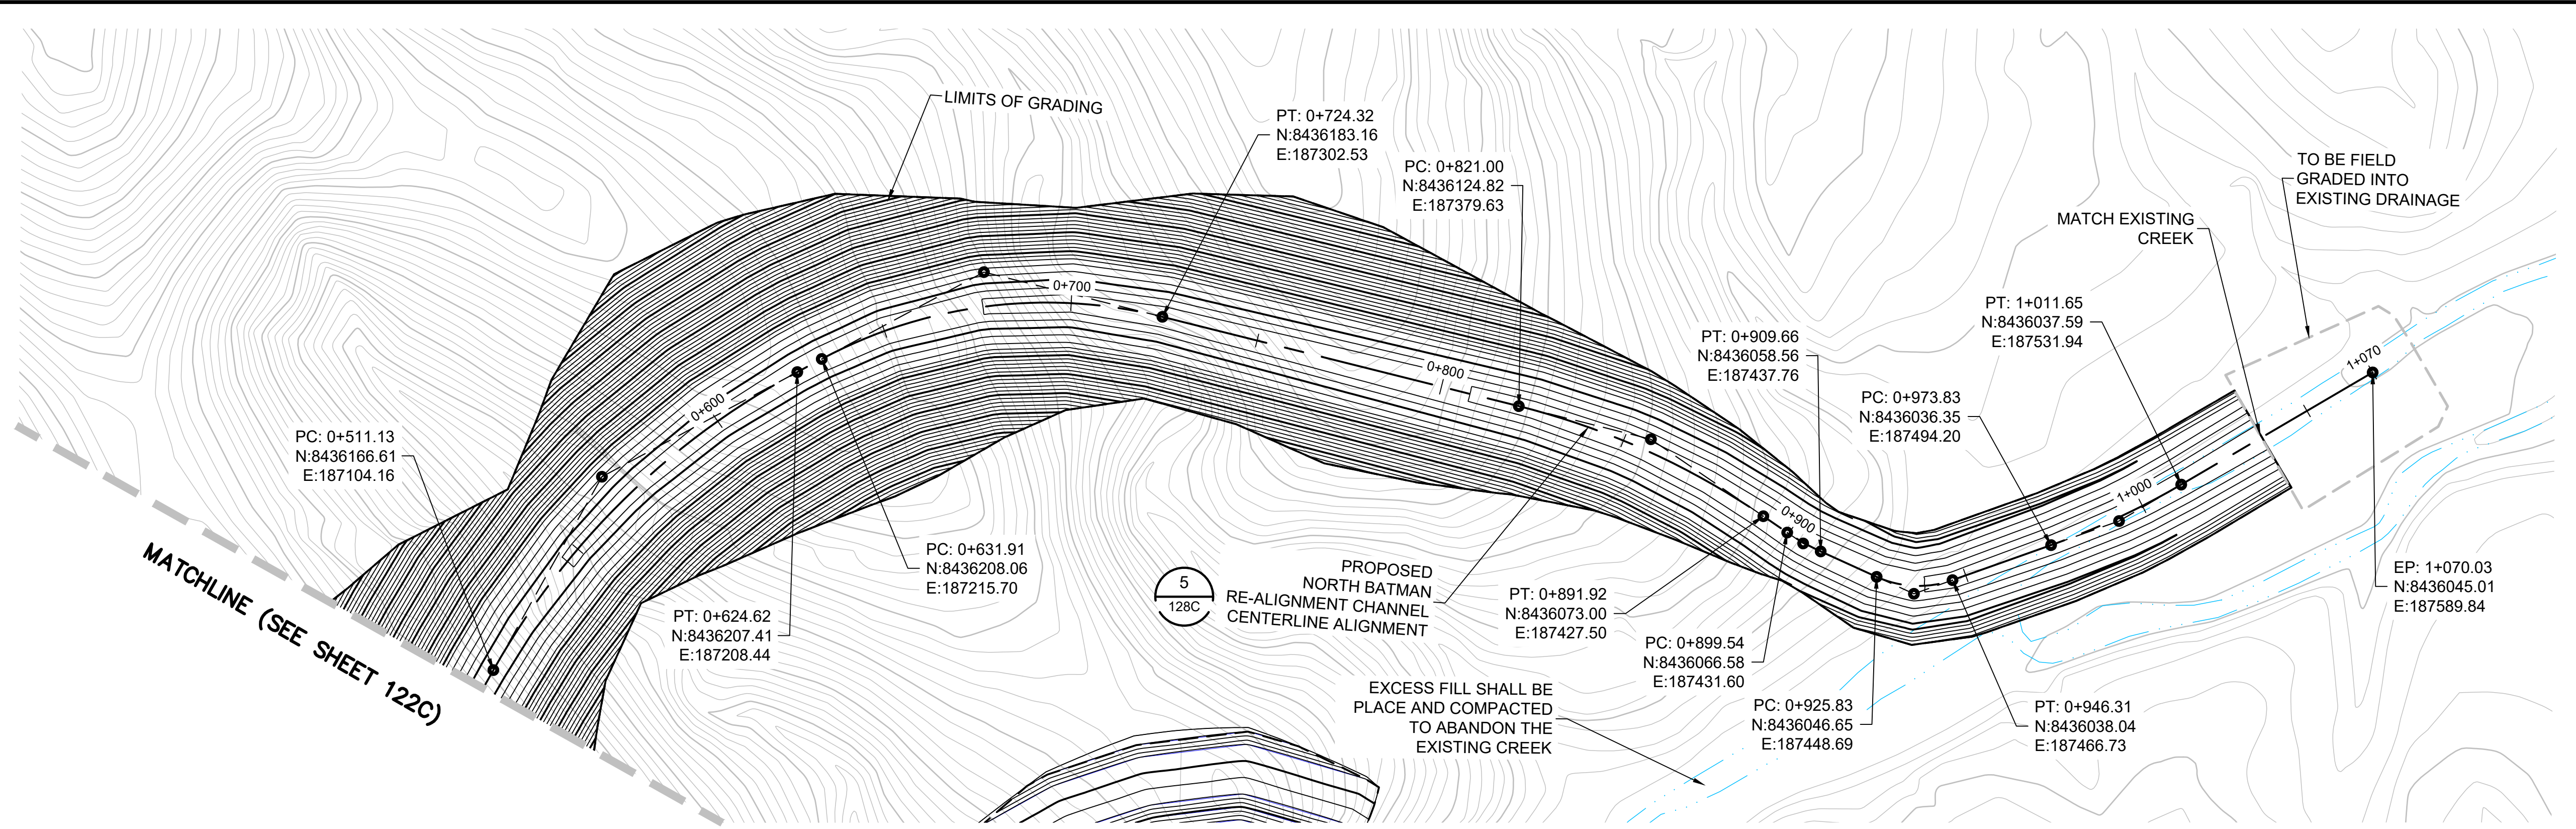 LIMITS OF GRADING
PT: 0+724.32
N:8436183.16
E:187302.53
PC: 0+821.00
N:8436124.82
E:187379.63
TO BE FIELD
GRADED INTO
EXISTING DRAINAGE
MATCH EXISTING
CREEK
PT: 1+011.65
N:8436037.59
E:187531.94
PT: 0+909.66
N:8436058.56
E:187437.76
PC: 0+973.83
N:8436036.35
E:187494.20
0+700
0+800
0+600
0+900
1+000
1+070
PC: 0+511.13
N:8436166.61
E:187104.16
MATCHLINE (SEE SHEET 122C)
PC: 0+631.91
N:8436208.06
E:187215.70
PT: 0+624.62
N:8436207.41
E:187208.44
5
128C
PROPOSED
NORTH BATMAN
RE-ALIGNMENT CHANNEL
CENTERLINE ALIGNMENT
PT: 0+891.92
N:8436073.00
E:187427.50
PC: 0+899.54
N:8436066.58
E:187431.60
EXCESS FILL SHALL BE
PLACE AND COMPACTED
TO ABANDON THE
EXISTING CREEK
PC: 0+925.83
N:8436046.65
E:187448.69
PT: 0+946.31
N:8436038.04
E:187466.73
EP: 1+070.03
N:8436045.01
E:187589.84